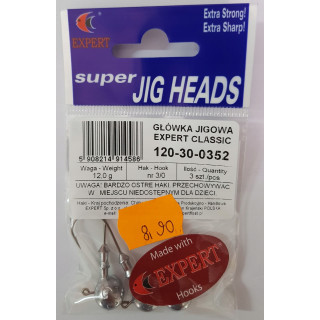 EXPERT
Extra Strong!
Extra Sharp!
super JIG HEADS
5 908214 914586
GŁÓWKA JIGOWA
EXPERT CLASSIC
120-30-0352
Waga - Weight
12,0 g
Hak - Hook
nr 3/0
Ilość - Quantity
3 szt./pcs.
UWAGA! BARDZO OSTRE HAKI. PRZECHOWYWAĆ
W MIEJSCU NIEDOSTĘPNYM DLA DZIECI.
EXPERT
Made with
EXPERT
Hooks